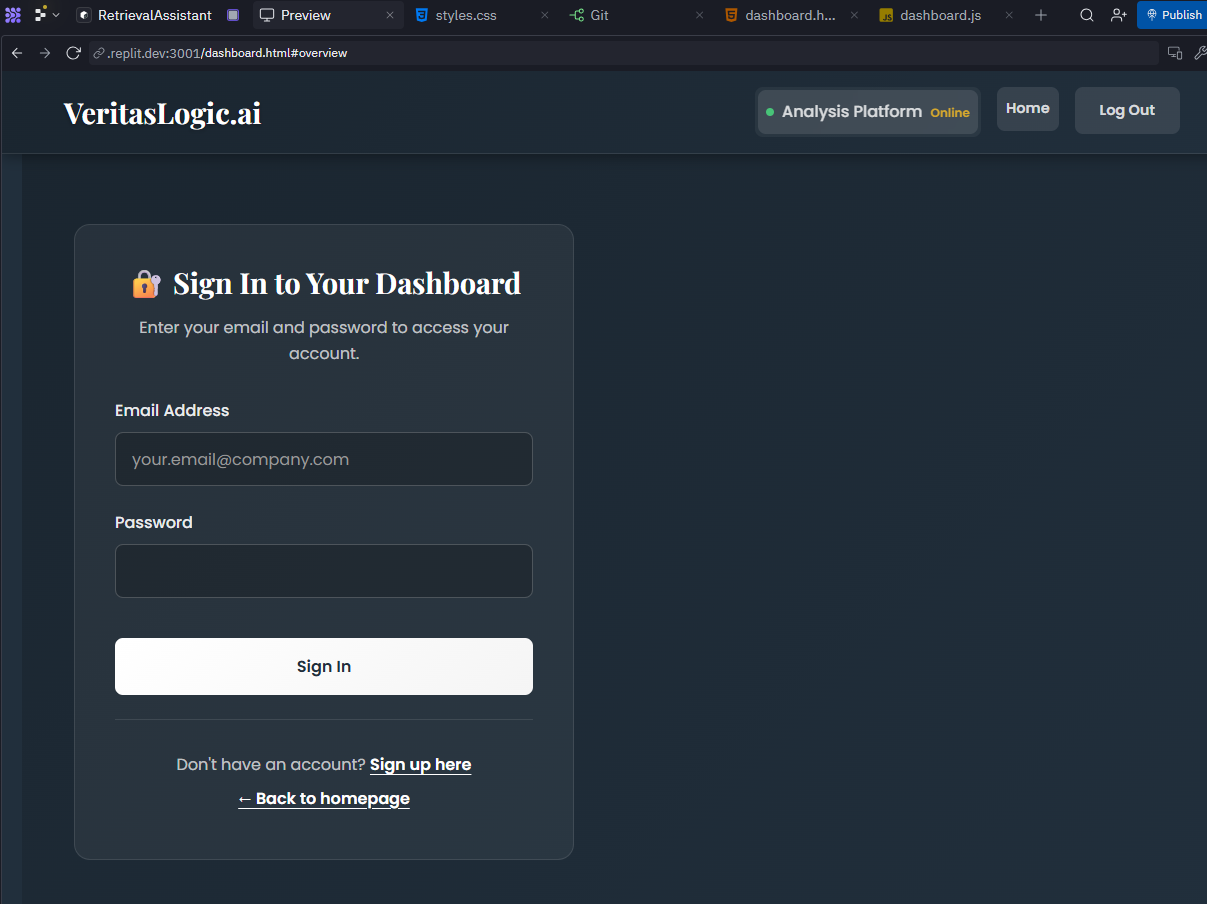 RetrievalAssistant
Preview
styles.css
Git
dashboard.h...
dashboard.js
Publish
.replit.dev:3001/dashboard.html#overview
VeritasLogic.ai
Analysis Platform Online
Home
Log Out
Sign In to Your Dashboard
Enter your email and password to access your
account.
Email Address
your.email@company.com
Password
Sign In
Don't have an account? Sign up here
← Back to homepage